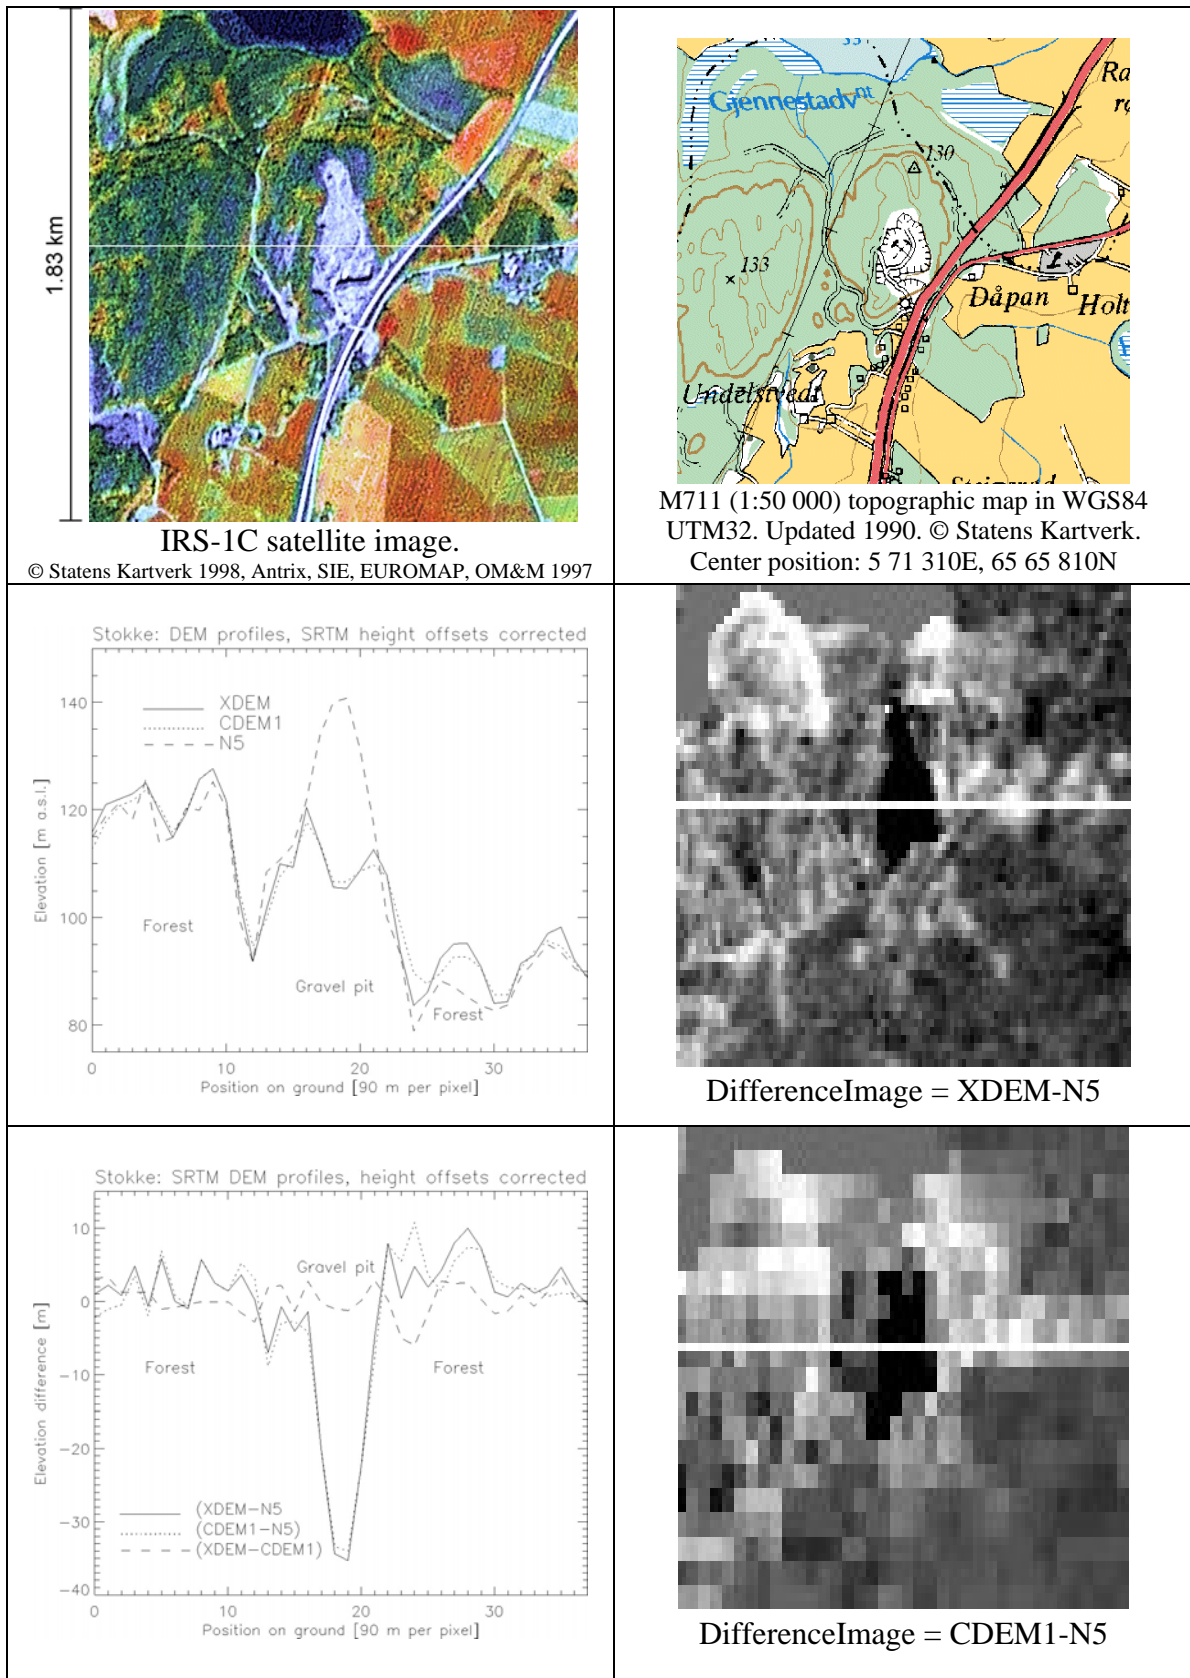 1.83 km
IRS-1C satellite image.
© Statens Kartverk 1998, Antrix, SIE, EUROMAP, OM&M 1997
33
Gjennestadv nt
Ra
130
133
Dåpan
Holt
Undelstvedt
M711 (1:50 000) topographic map in WGS84
UTM32. Updated 1990. © Statens Kartverk.
Center position: 5 71 310E, 65 65 810N
Stokke: DEM profiles, SRTM height offsets corrected
XDEM
CDEM1
N5
140
120
100
80
Elevation [m a.s.l.]
Forest
Gravel pit
Forest
0 10 20 30
Position on ground [90 m per pixel]
DifferenceImage = XDEM-N5
Stokke: SRTM DEM profiles, height offsets corrected
10
0
-10
-20
-30
-40
Elevation difference [m]
Gravel pit
Forest
Forest
(XDEM-N5
(CDEM1-N5)
(XDEM-CDEM1)
0 10 20 30
Position on ground [90 m per pixel]
DifferenceImage = CDEM1-N5